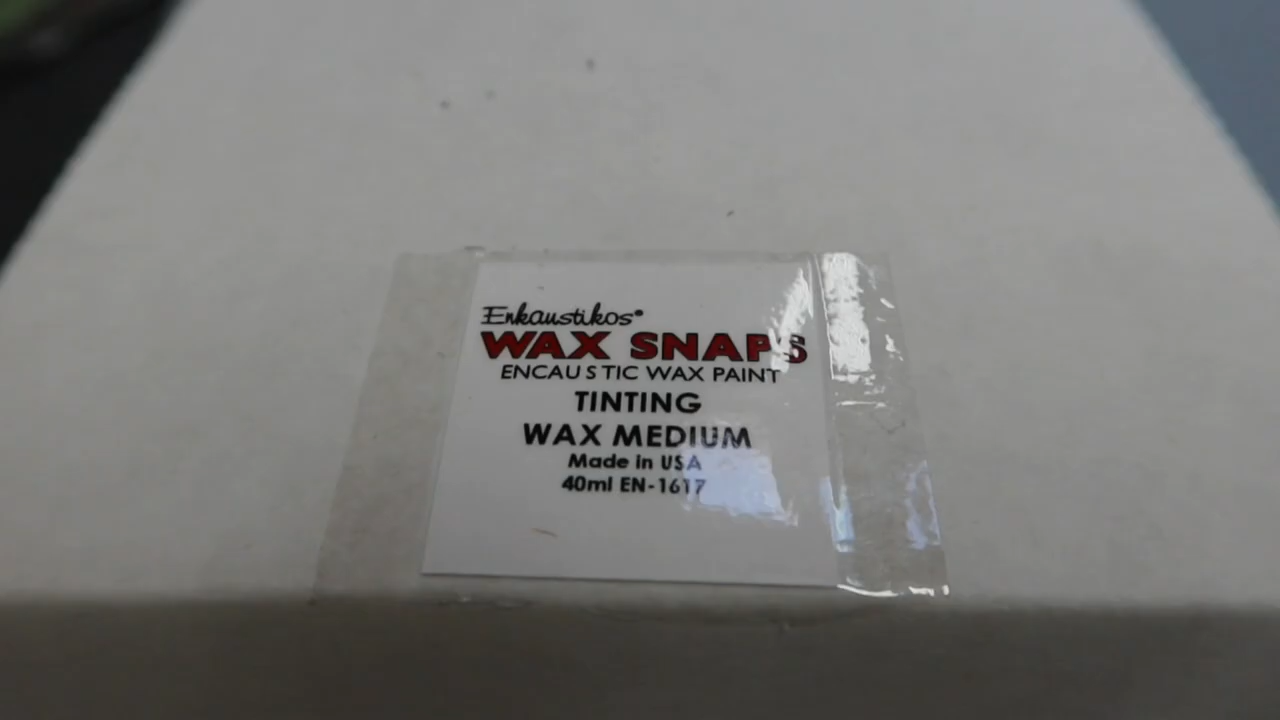 Enkaustikos®
WAX SNAPS
ENCAUSTIC WAX PAINT
TINTING
WAX MEDIUM
Made in USA
40ml EN-1617